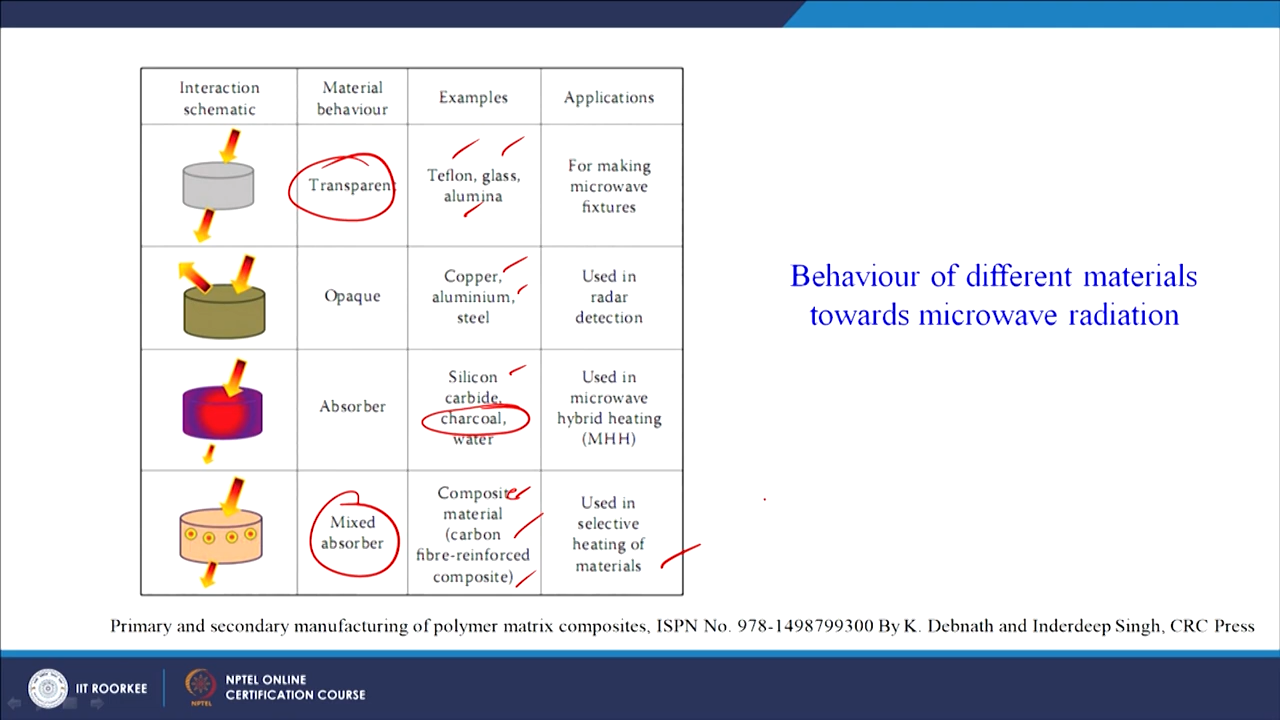 Interaction
schematic
Material
behaviour
Examples
Applications
Transparent
Teflon, glass,
alumina
For making
microwave
fixtures
Opaque
Copper,
aluminium,
steel
Used in
radar
detection
Absorber
Silicon
carbide,
charcoal,
water
Used in
microwave
hybrid heating
(MHH)
Mixed
absorber
Composite
material
(carbon
fibre-reinforced
composite)
Used in
selective
heating of
materials
Behaviour of different materials
towards microwave radiation
Primary and secondary manufacturing of polymer matrix composites, ISPN No. 978-1498799300 By K. Debnath and Inderdeep Singh, CRC Press
IIT ROORKEE
NPTEL
NPTEL ONLINE
CERTIFICATION COURSE